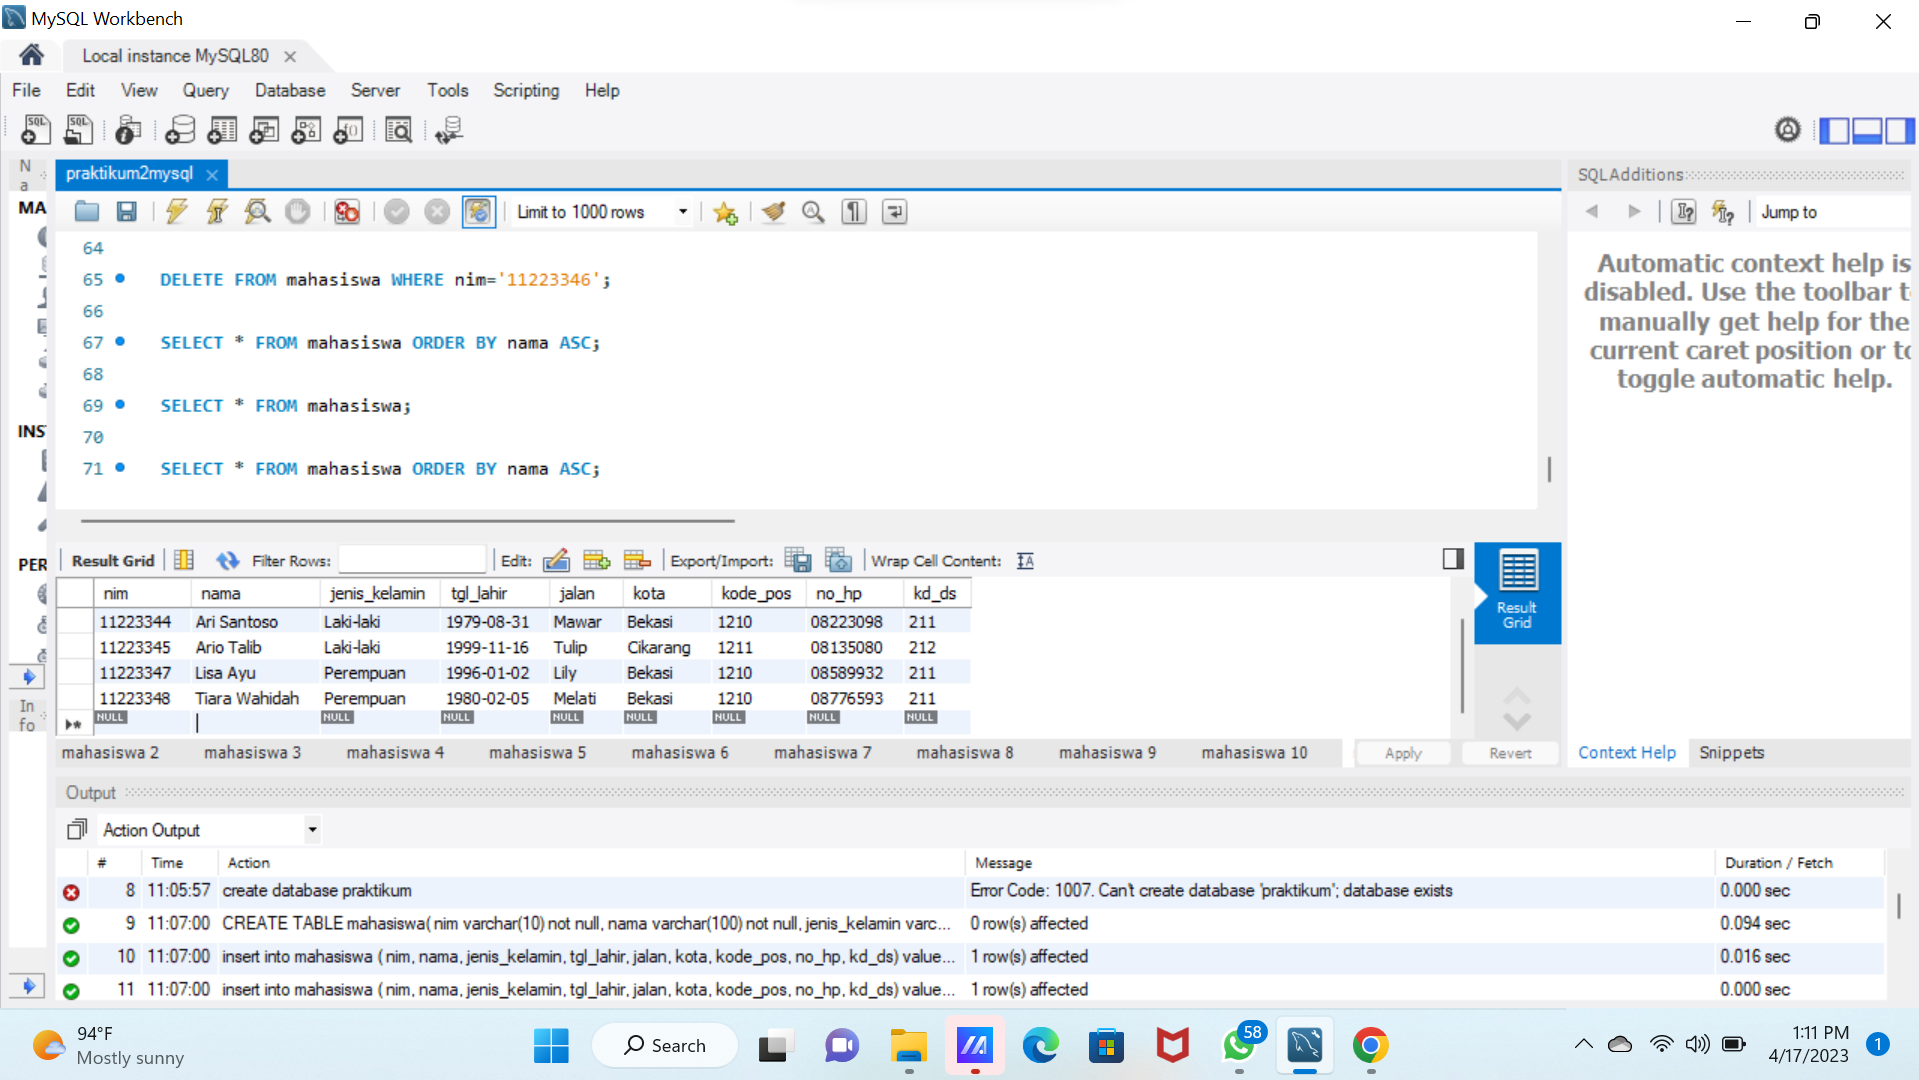 MySQL Workbench
Local instance MySQL80
File Edit View Query Database Server Tools Scripting Help
SQL SQL
Na
praktikum2mysql
SQLAdditions
MA
Limit to 1000 rows
Jump to
64
65 DELETE FROM mahasiswa WHERE nim='11223346';
66
67 SELECT * FROM mahasiswa ORDER BY nama ASC;
68
69 SELECT * FROM mahasiswa;
70
71 SELECT * FROM mahasiswa ORDER BY nama ASC;
Automatic context help is
disabled. Use the toolbar t
manually get help for the
current caret position or to
toggle automatic help.
INS
PER
In
fo
Result Grid Filter Rows: Edit: Export/Import: Wrap Cell Content:
Result
Grid
nim nama jenis_kelamin tgl_lahir jalan kota kode_pos no_hp kd_ds
11223344 Ari Santoso Laki-laki 1979-08-31 Mawar Bekasi 1210 08223098 211
11223345 Ario Talib Laki-laki 1999-11-16 Tulip Cikarang 1211 08135080 212
11223347 Lisa Ayu Perempuan 1996-01-02 Lily Bekasi 1210 08589932 211
11223348 Tiara Wahidah Perempuan 1980-02-05 Melati Bekasi 1210 08776593 211
NULL NULL NULL NULL NULL NULL NULL NULL
mahasiswa 2 mahasiswa 3 mahasiswa 4 mahasiswa 5 mahasiswa 6 mahasiswa 7 mahasiswa 8 mahasiswa 9 mahasiswa 10 Apply Revert
Context Help Snippets
Output
Action Output
# Time Action Message Duration / Fetch
8 11:05:57 create database praktikum Error Code: 1007. Can't create database 'praktikum'; database exists 0.000 sec
9 11:07:00 CREATE TABLE mahasiswa( nim varchar(10) not null, nama varchar(100) not null, jenis_kelamin varc... 0 row(s) affected 0.094 sec
10 11:07:00 insert into mahasiswa ( nim, nama, jenis_kelamin, tgl_lahir, jalan, kota, kode_pos, no_hp, kd_ds) value... 1 row(s) affected 0.016 sec
11 11:07:00 insert into mahasiswa ( nim, nama, jenis_kelamin, tgl_lahir, jalan, kota, kode_pos, no_hp, kd_ds) value... 1 row(s) affected 0.000 sec
94°F
Mostly sunny
Search
58
1:11 PM
4/17/2023
1